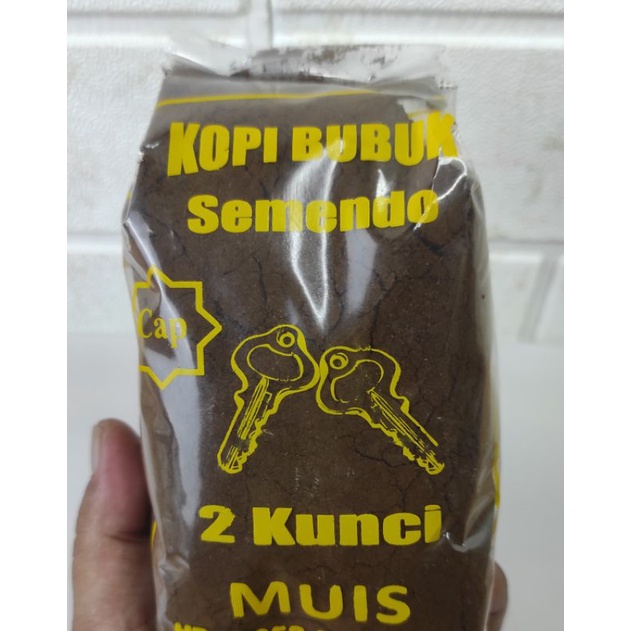 KOPI BUBUK
Semendo
Cap
2 Kunci
MUIS